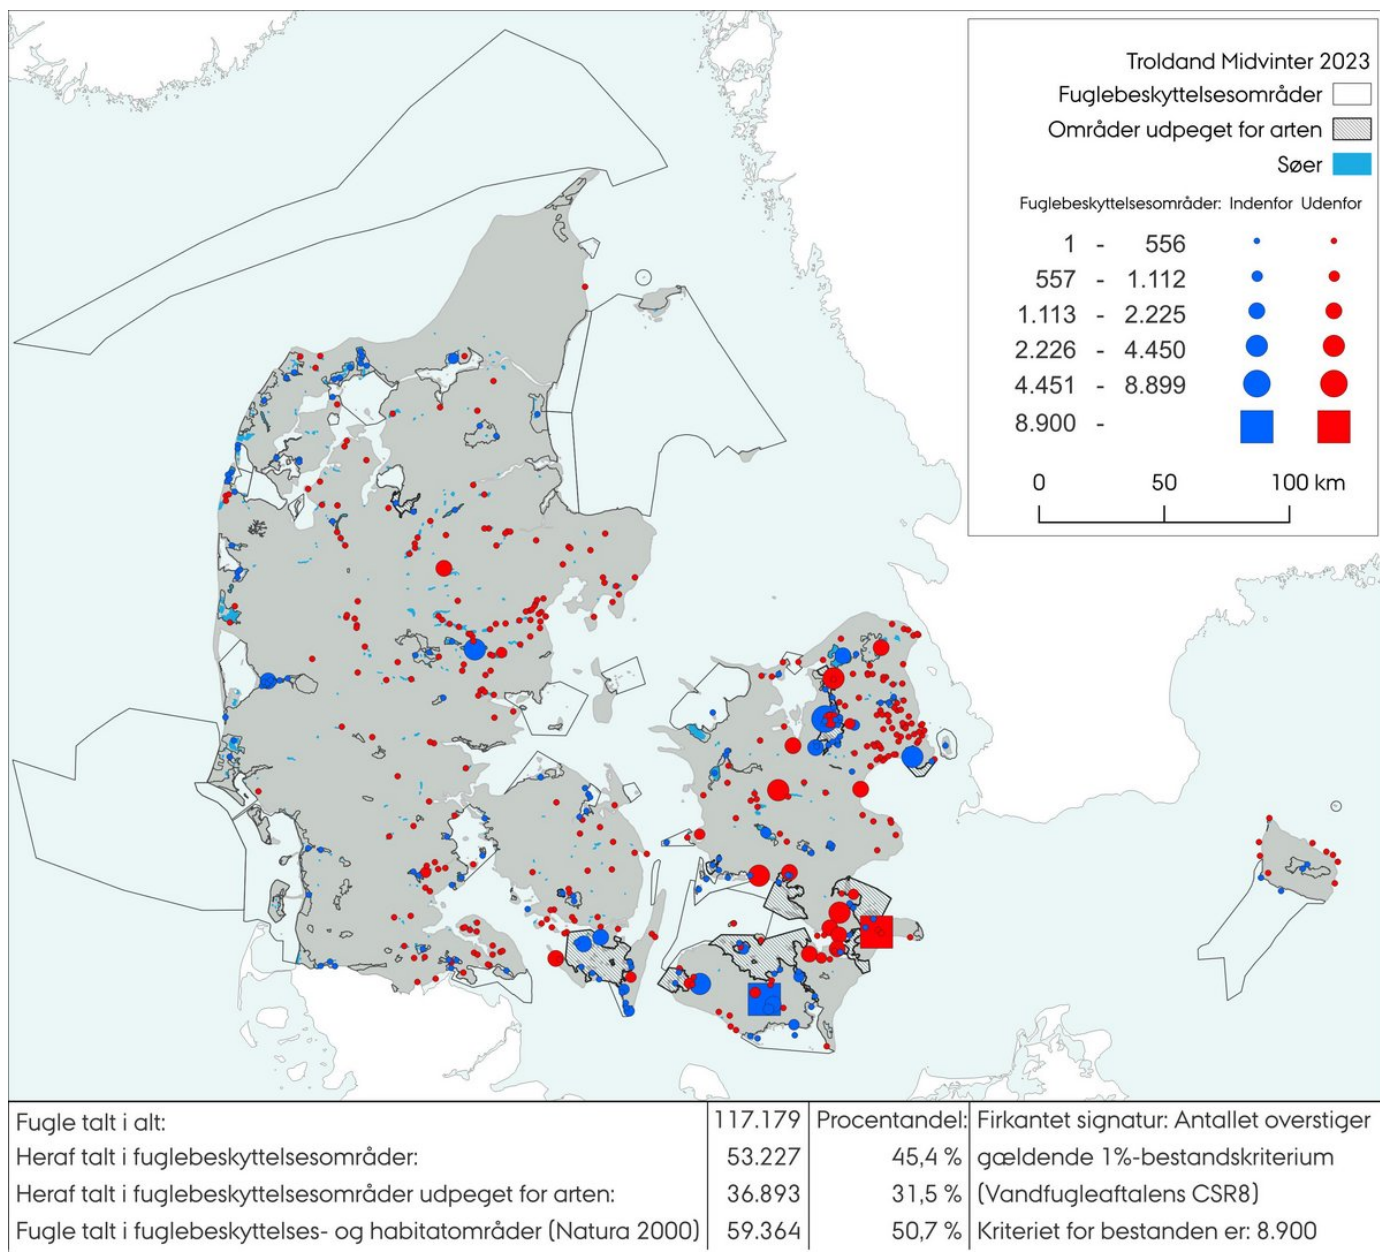 Troldand Midvinter 2023
Fuglebeskyttelsesområder
Områder udpeget for arten
Søer
Fuglebeskyttelsesområder: Indenfor Udenfor
1 - 556
557 - 1.112
1.113 - 2.225
2.226 - 4.450
4.451 - 8.899
8.900 -
0 50 100 km
Fugle talt i alt: 117.179 Procentandel: Firkantet signatur: Antallet overstiger
Heraf talt i fuglebeskyttelsesområder: 53.227 45,4 % gældende 1%-bestandskriterium
Heraf talt i fuglebeskyttelsesområder udpeget for arten: 36.893 31,5 % (Vandfugleaftalens CSR8)
Fugle talt i fuglebeskyttelses- og habitatområder (Natura 2000) 59.364 50,7 % Kriteriet for bestanden er: 8.900